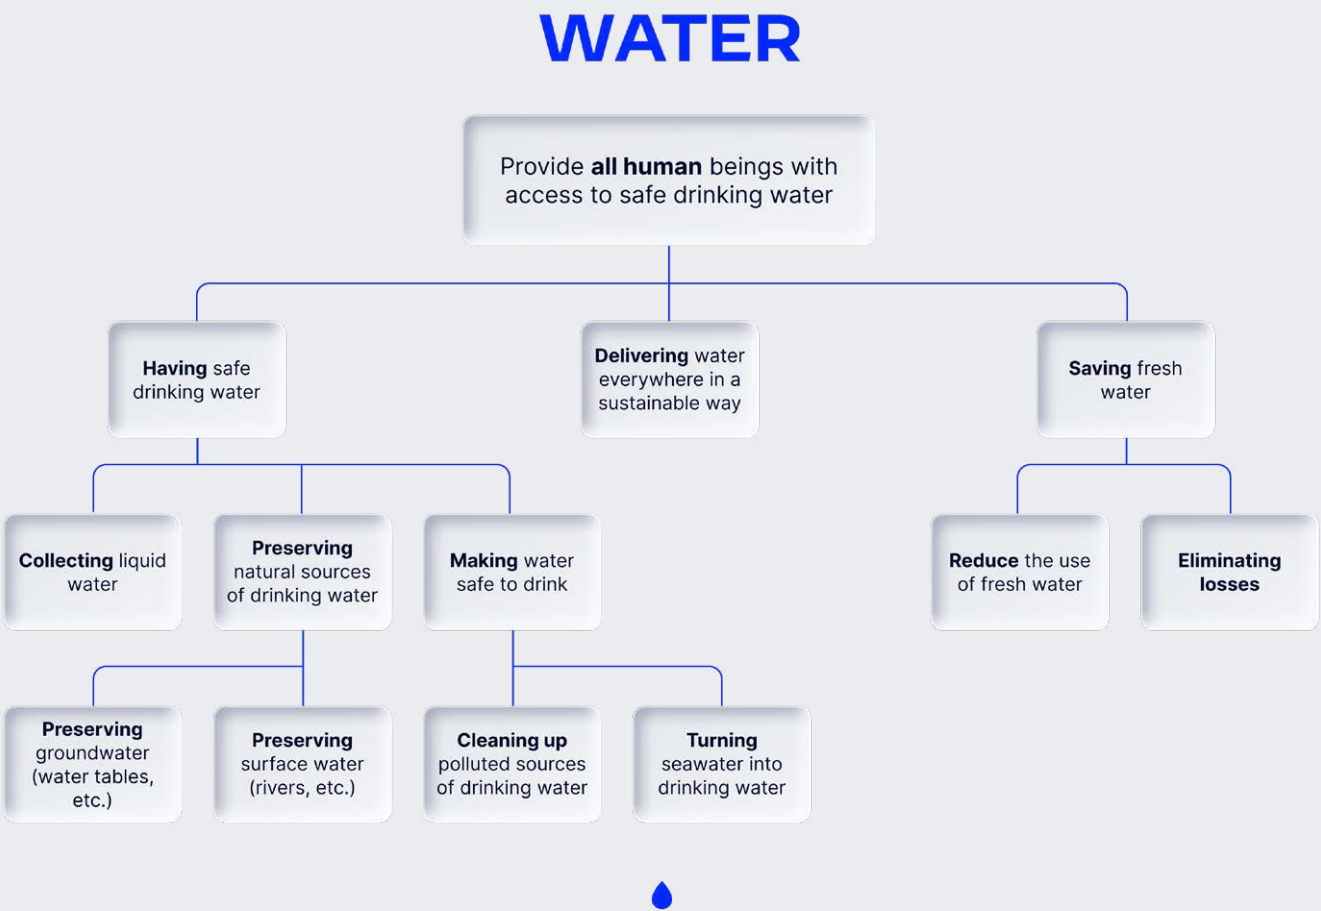 WATER
Provide all human beings with
access to safe drinking water
Having safe
drinking water
Delivering water
everywhere in a
sustainable way
Saving fresh
water
Collecting liquid
water
Preserving
natural sources
of drinking water
Making water
safe to drink
Reduce the use
of fresh water
Eliminating
losses
Preserving
groundwater
(water tables,
etc.)
Preserving
surface water
(rivers, etc.)
Cleaning up
polluted sources
of drinking water
Turning
seawater into
drinking water